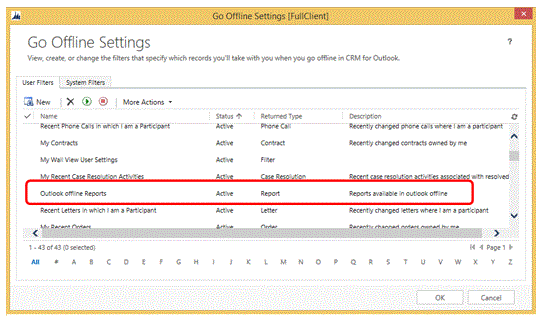 Go Offline Settings [FullClient]
Go Offline Settings
?
View, create, or change the filters that specify which records you'll take with you when you go offline in CRM for Outlook.
User Filters System Filters
New More Actions
Name Status Returned Type Description
Recent Phone Calls in which I am a Participant Active Phone Call Recently changed phone calls where I am a participant
My Contracts Active Contract Recently changed contracts owned by me
My Wall View User Settings Active Filter
My Recent Case Resolution Activities Active Case Resolution Recent case resolution activities associated with resolved
Outlook offline Reports Active Report Reports available in outlook offline
Recent Letters in which I am a Participant Active Letter Recently changed letters where I am a participant
My Recent Orders Active Order Recently changed orders owned by me
1 - 43 of 43 (0 selected) Page 1
All # A B C D E F G H I J K L M N O P Q R S T U V W X Y Z
OK Cancel